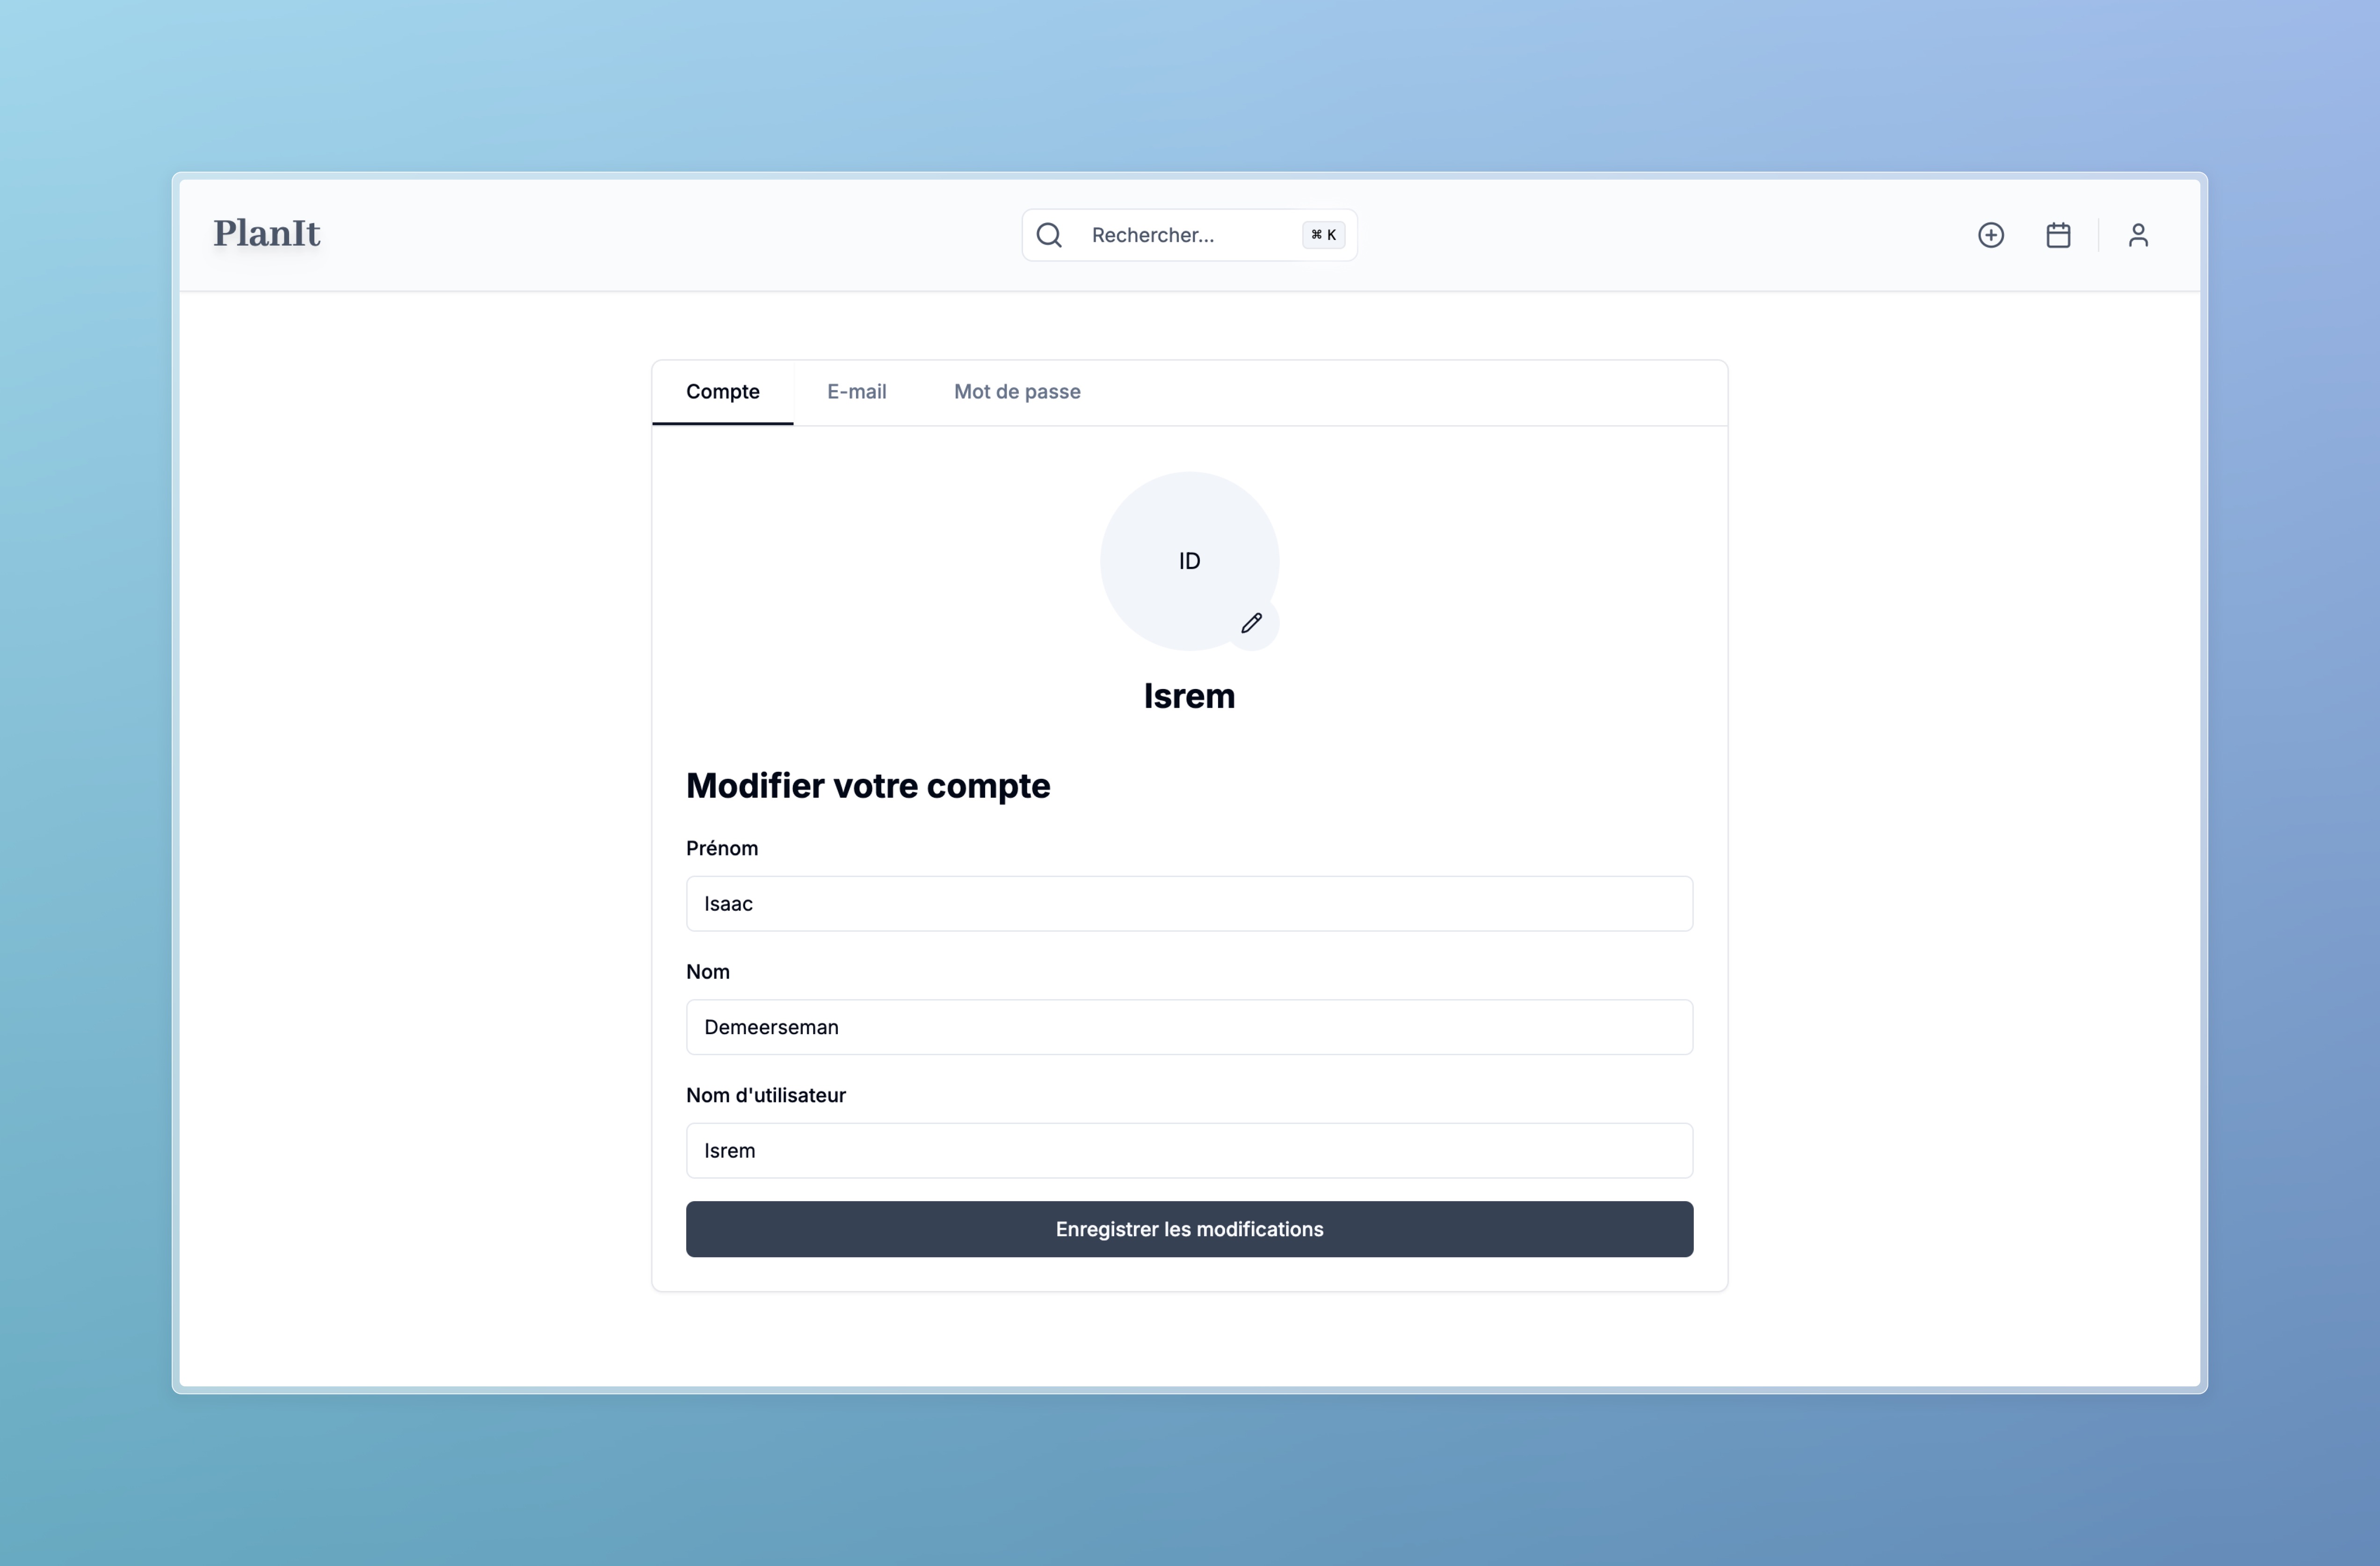 PlanIt
Rechercher...
⌘ K
Compte
E-mail
Mot de passe
ID
Isrem
Modifier votre compte
Prénom
Isaac
Nom
Demeerseman
Nom d'utilisateur
Isrem
Enregistrer les modifications